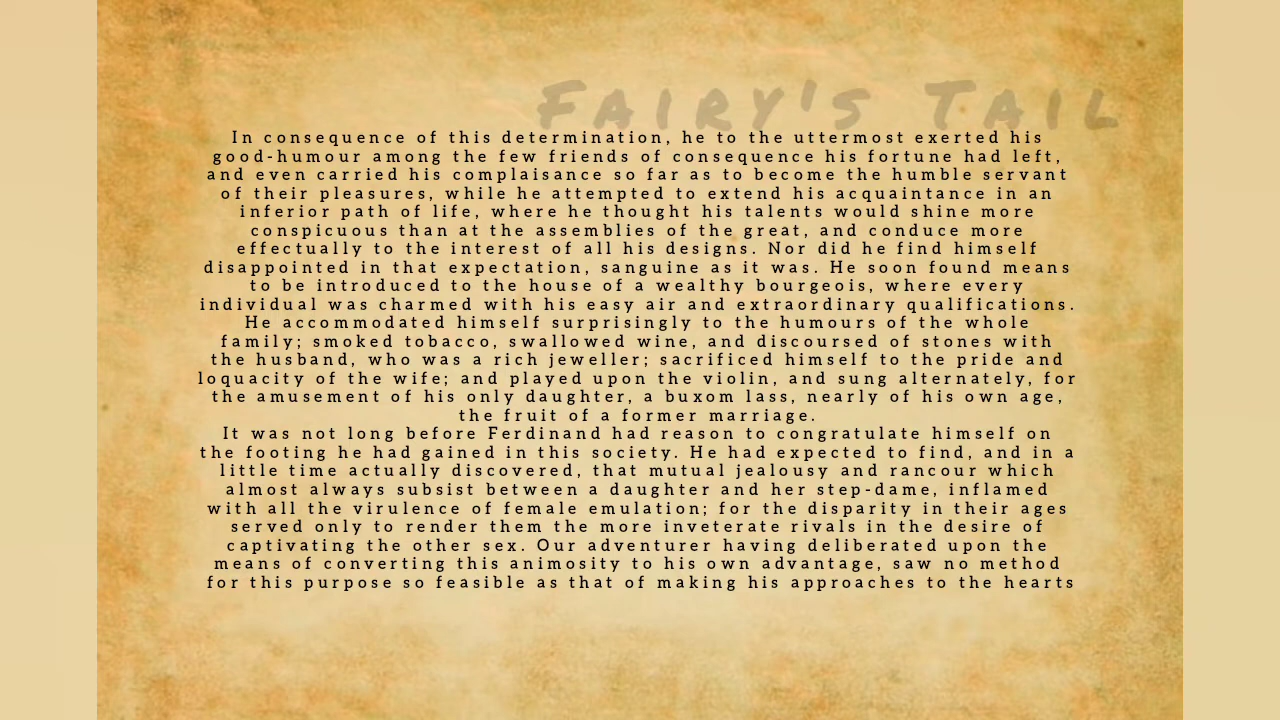 Fairy's Tail
In consequence of this determination, he to the uttermost exerted his
good-humour among the few friends of consequence his fortune had left,
and even carried his complaisance so far as to become the humble servant
of their pleasures, while he attempted to extend his acquaintance in an
inferior path of life, where he thought his talents would shine more
conspicuous than at the assemblies of the great, and conduce more
effectually to the interest of all his designs. Nor did he find himself
disappointed in that expectation, sanguine as it was. He soon found means
to be introduced to the house of a wealthy bourgeois, where every
individual was charmed with his easy air and extraordinary qualifications.
He accommodated himself surprisingly to the humours of the whole
family; smoked tobacco, swallowed wine, and discoursed of stones with
the husband, who was a rich jeweller; sacrificed himself to the pride and
loquacity of the wife; and played upon the violin, and sung alternately, for
the amusement of his only daughter, a buxom lass, nearly of his own age,
the fruit of a former marriage.
It was not long before Ferdinand had reason to congratulate himself on
the footing he had gained in this society. He had expected to find, and in a
little time actually discovered, that mutual jealousy and rancour which
almost always subsist between a daughter and her step-dame, inflamed
with all the virulence of female emulation; for the disparity in their ages
served only to render them the more inveterate rivals in the desire of
captivating the other sex. Our adventurer having deliberated upon the
means of converting this animosity to his own advantage, saw no method
for this purpose so feasible as that of making his approaches to the hearts